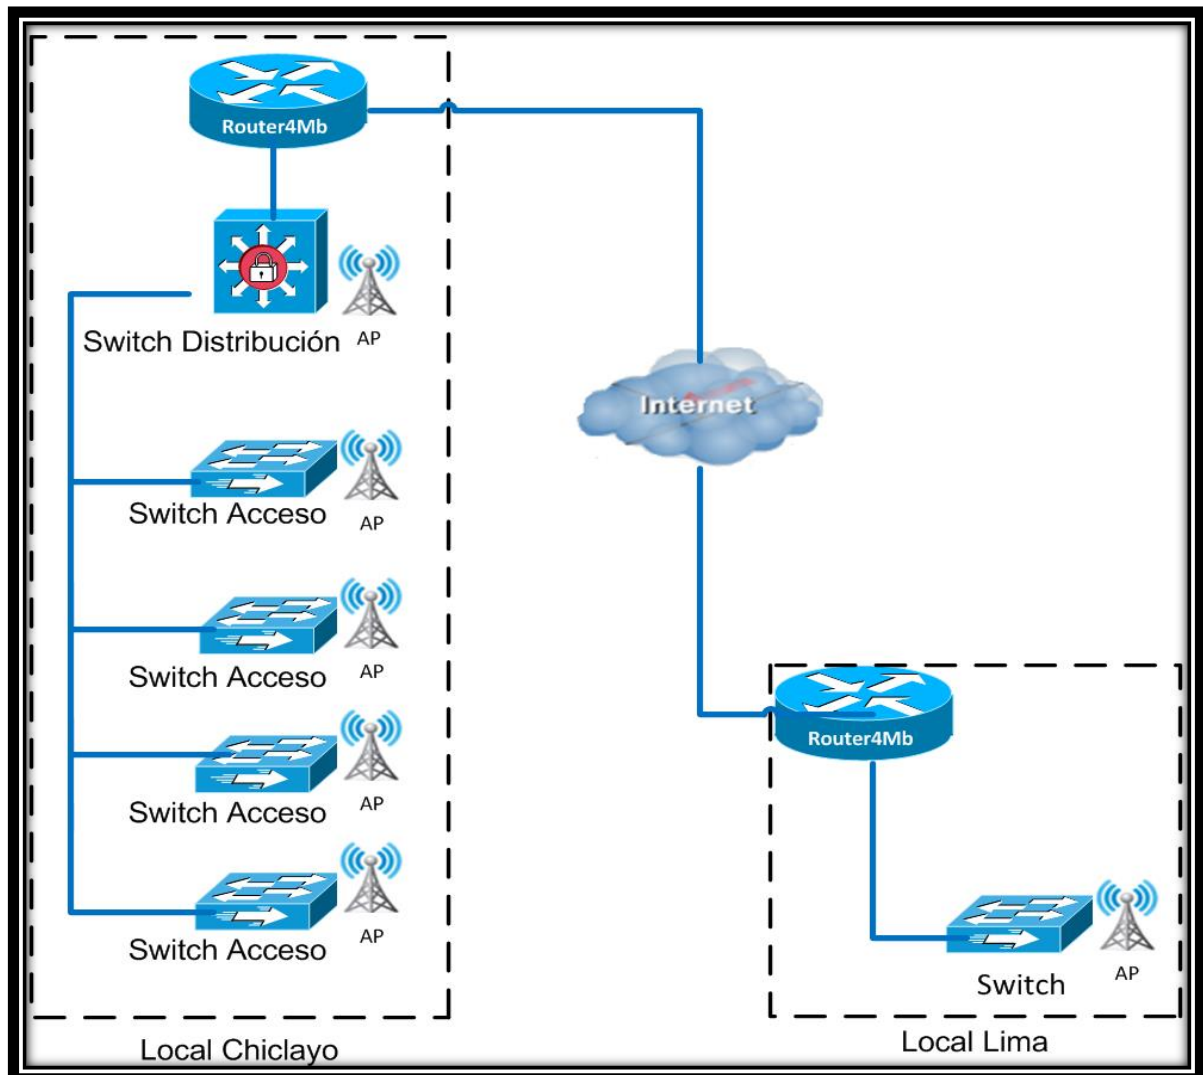 Router4Mb
Switch Distribución
AP
Internet
Switch Acceso
AP
Switch Acceso
AP
Switch Acceso
AP
Switch Acceso
AP
Local Chiclayo
Router4Mb
Switch
AP
Local Lima